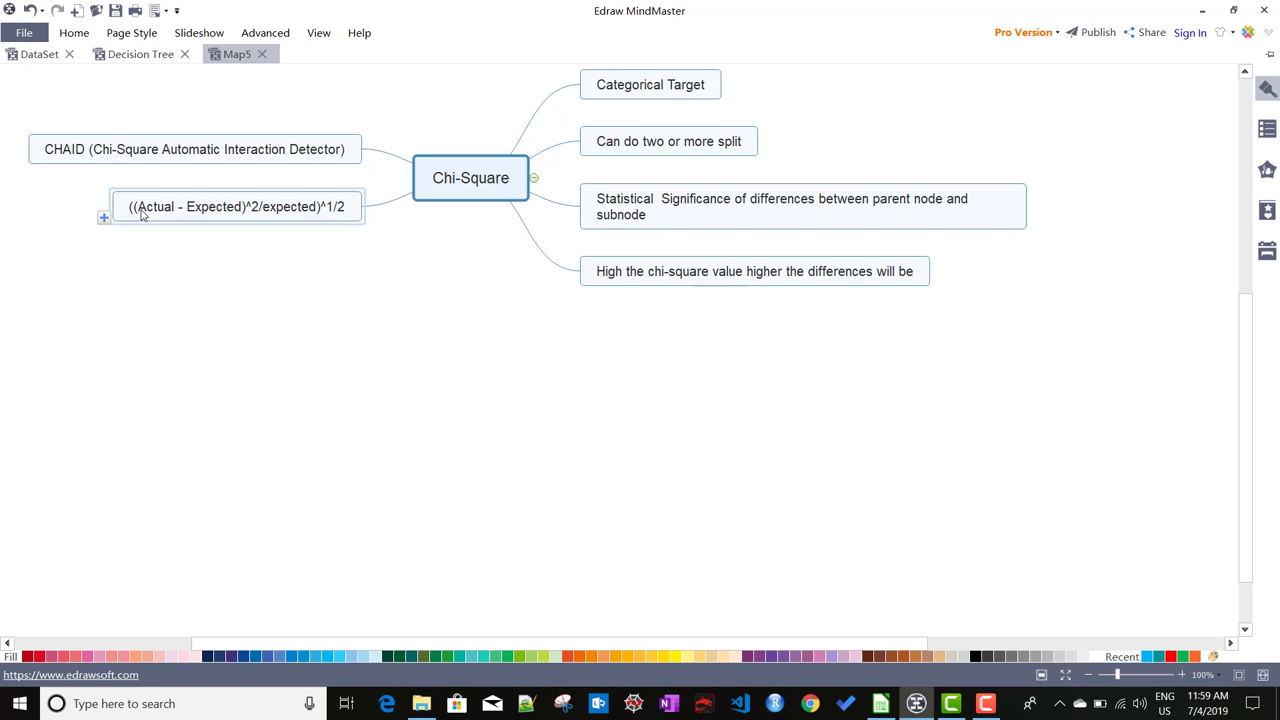 Edraw MindMaster
File Home Page Style Slideshow Advanced View Help
Pro Version Publish Share Sign In
DataSet Decision Tree Map5
Categorical Target
CHAID (Chi-Square Automatic Interaction Detector)
Can do two or more split
Chi-Square
((Actual - Expected)^2/expected)^1/2
Statistical Significance of differences between parent node and
subnode
High the chi-square value higher the differences will be
Fill
Recent
https://www.edrawsoft.com
100%
Type here to search
ENG
US
11:59 AM
7/4/2019